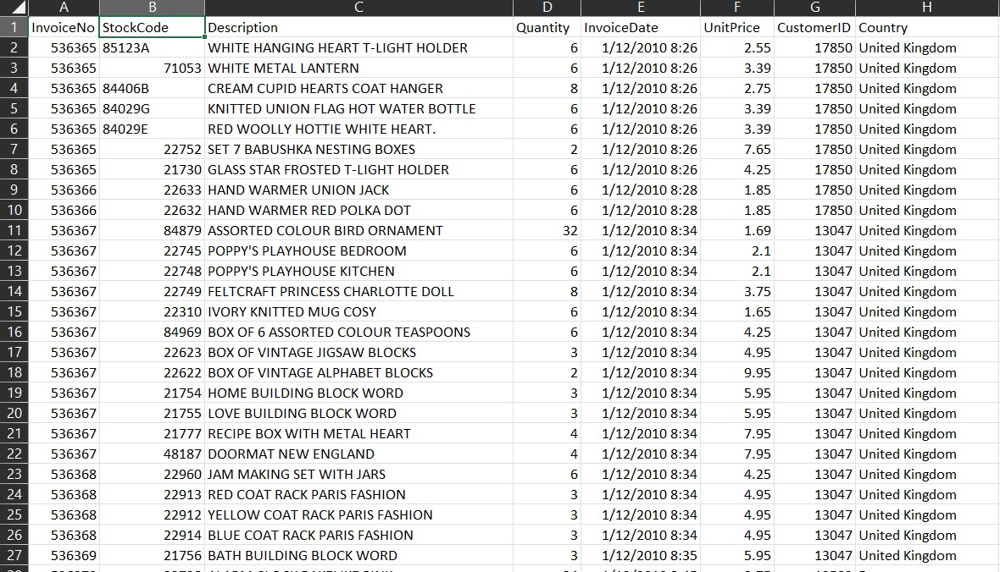 A B C D E F G H
1 InvoiceNo StockCode Description Quantity InvoiceDate UnitPrice CustomerID Country
2 536365 85123A WHITE HANGING HEART T-LIGHT HOLDER 6 1/12/2010 8:26 2.55 17850 United Kingdom
3 536365 71053 WHITE METAL LANTERN 6 1/12/2010 8:26 3.39 17850 United Kingdom
4 536365 84406B CREAM CUPID HEARTS COAT HANGER 8 1/12/2010 8:26 2.75 17850 United Kingdom
5 536365 84029G KNITTED UNION FLAG HOT WATER BOTTLE 6 1/12/2010 8:26 3.39 17850 United Kingdom
6 536365 84029E RED WOOLLY HOTTIE WHITE HEART. 6 1/12/2010 8:26 3.39 17850 United Kingdom
7 536365 22752 SET 7 BABUSHKA NESTING BOXES 2 1/12/2010 8:26 7.65 17850 United Kingdom
8 536365 21730 GLASS STAR FROSTED T-LIGHT HOLDER 6 1/12/2010 8:26 4.25 17850 United Kingdom
9 536366 22633 HAND WARMER UNION JACK 6 1/12/2010 8:28 1.85 17850 United Kingdom
10 536366 22632 HAND WARMER RED POLKA DOT 6 1/12/2010 8:28 1.85 17850 United Kingdom
11 536367 84879 ASSORTED COLOUR BIRD ORNAMENT 32 1/12/2010 8:34 1.69 13047 United Kingdom
12 536367 22745 POPPY'S PLAYHOUSE BEDROOM 6 1/12/2010 8:34 2.1 13047 United Kingdom
13 536367 22748 POPPY'S PLAYHOUSE KITCHEN 6 1/12/2010 8:34 2.1 13047 United Kingdom
14 536367 22749 FELTCRAFT PRINCESS CHARLOTTE DOLL 8 1/12/2010 8:34 3.75 13047 United Kingdom
15 536367 22310 IVORY KNITTED MUG COSY 6 1/12/2010 8:34 1.65 13047 United Kingdom
16 536367 84969 BOX OF 6 ASSORTED COLOUR TEASPOONS 6 1/12/2010 8:34 4.25 13047 United Kingdom
17 536367 22623 BOX OF VINTAGE JIGSAW BLOCKS 3 1/12/2010 8:34 4.95 13047 United Kingdom
18 536367 22622 BOX OF VINTAGE ALPHABET BLOCKS 2 1/12/2010 8:34 9.95 13047 United Kingdom
19 536367 21754 HOME BUILDING BLOCK WORD 3 1/12/2010 8:34 5.95 13047 United Kingdom
20 536367 21755 LOVE BUILDING BLOCK WORD 3 1/12/2010 8:34 5.95 13047 United Kingdom
21 536367 21777 RECIPE BOX WITH METAL HEART 4 1/12/2010 8:34 7.95 13047 United Kingdom
22 536367 48187 DOORMAT NEW ENGLAND 4 1/12/2010 8:34 7.95 13047 United Kingdom
23 536368 22960 JAM MAKING SET WITH JARS 6 1/12/2010 8:34 4.25 13047 United Kingdom
24 536368 22913 RED COAT RACK PARIS FASHION 3 1/12/2010 8:34 4.95 13047 United Kingdom
25 536368 22912 YELLOW COAT RACK PARIS FASHION 3 1/12/2010 8:34 4.95 13047 United Kingdom
26 536368 22914 BLUE COAT RACK PARIS FASHION 3 1/12/2010 8:34 4.95 13047 United Kingdom
27 536369 21756 BATH BUILDING BLOCK WORD 3 1/12/2010 8:35 5.95 13047 United Kingdom